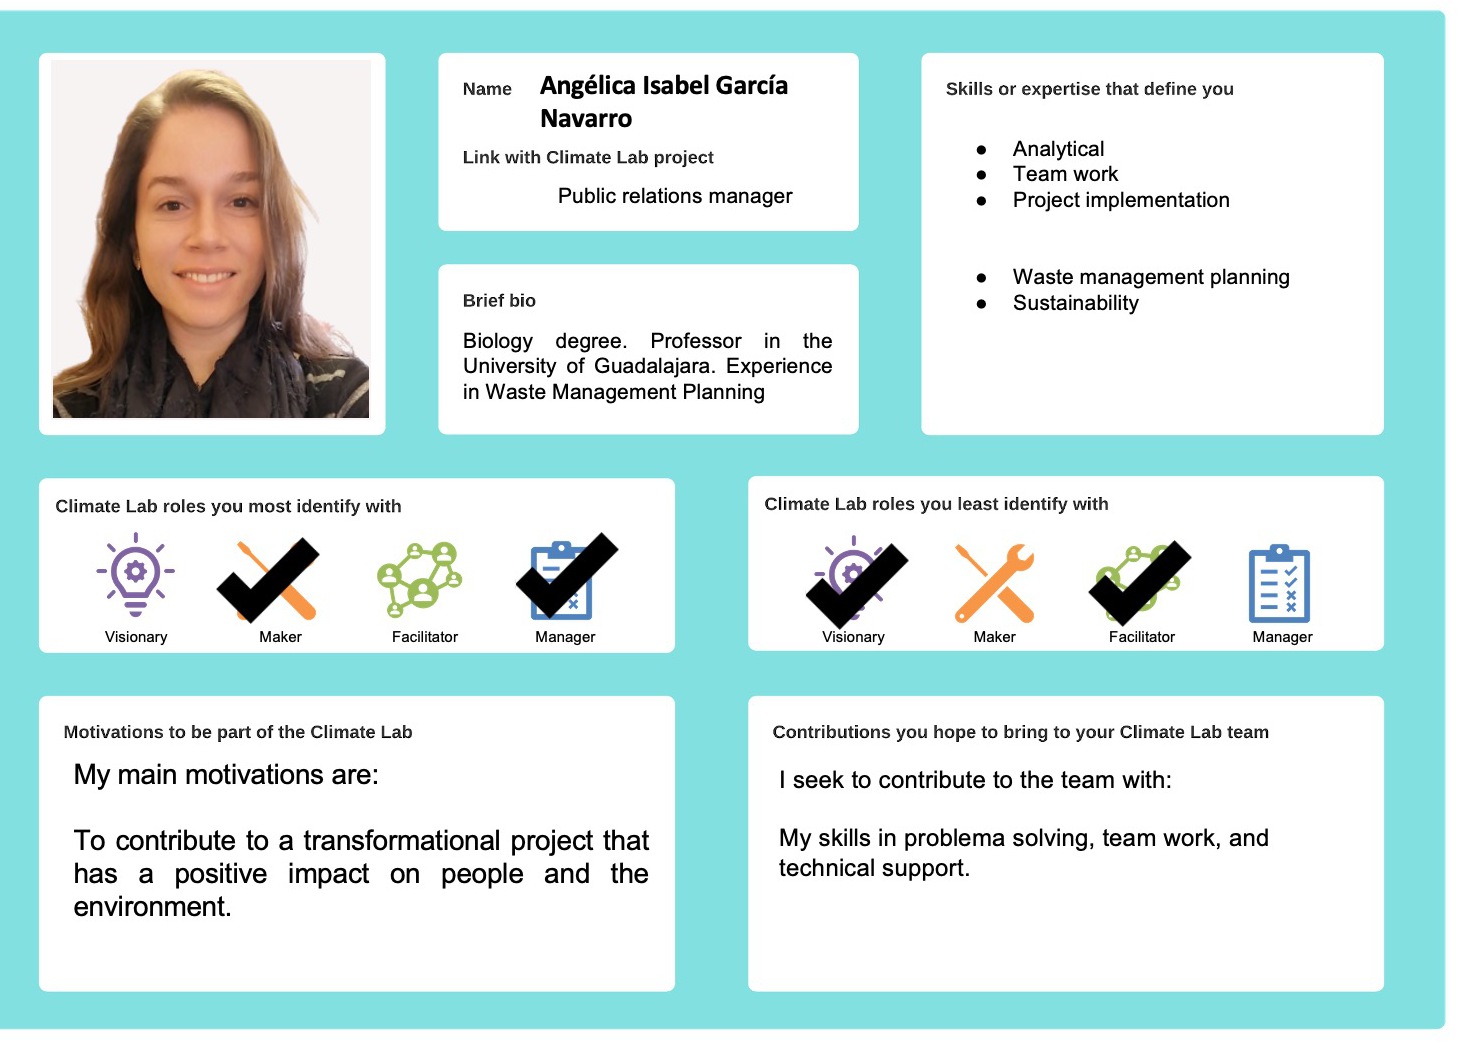 Name Angélica Isabel García
Navarro
Link with Climate Lab project
Public relations manager
Skills or expertise that define you
● Analytical
● Team work
● Project implementation
● Waste management planning
● Sustainability
Brief bio
Biology degree. Professor in the
University of Guadalajara. Experience
in Waste Management Planning
Climate Lab roles you most identify with
Visionary Maker Facilitator Manager
Climate Lab roles you least identify with
Visionary Maker Facilitator Manager
Motivations to be part of the Climate Lab
My main motivations are:
To contribute to a transformational project that
has a positive impact on people and the
environment.
Contributions you hope to bring to your Climate Lab team
I seek to contribute to the team with:
My skills in problema solving, team work, and
technical support.